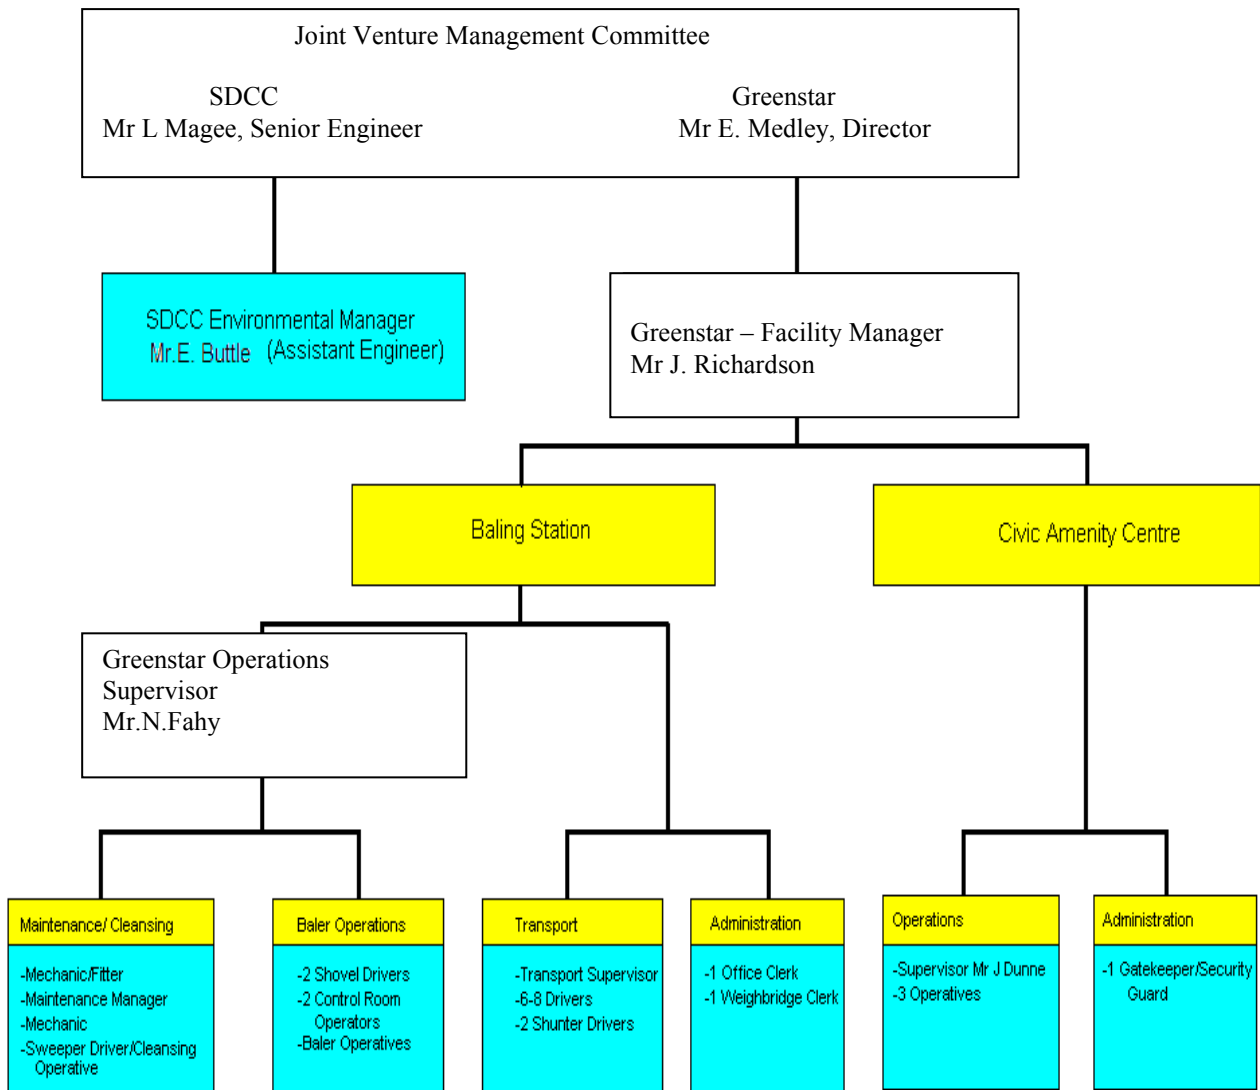 Joint Venture Management Committee
SDCC
Mr L Magee, Senior Engineer
Greenstar
Mr E. Medley, Director
SDCC Environmental Manager
Mr.E. Buttle (Assistant Engineer)
Greenstar – Facility Manager
Mr J. Richardson
Baling Station
Civic Amenity Centre
Greenstar Operations
Supervisor
Mr.N.Fahy
Maintenance/ Cleansing
-Mechanic/Fitter
-Maintenance Manager
-Mechanic
-Sweeper Driver/Cleansing
Operative
Baler Operations
-2 Shovel Drivers
-2 Control Room
Operators
-Baler Operatives
Transport
-Transport Supervisor
-6-8 Drivers
-2 Shunter Drivers
Administration
-1 Office Clerk
-1 Weighbridge Clerk
Operations
-Supervisor Mr J Dunne
-3 Operatives
Administration
-1 Gatekeeper/Security
Guard